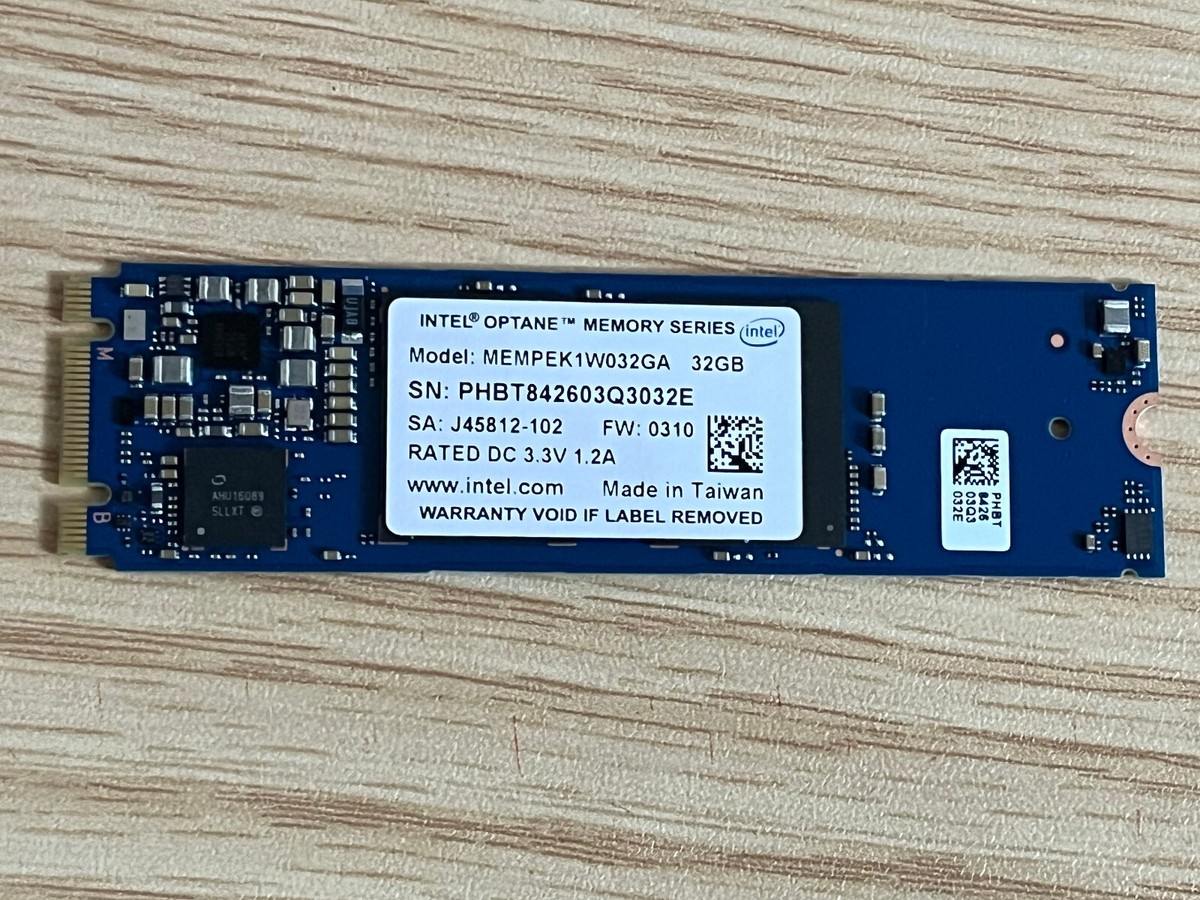 INTEL® OPTANE™ MEMORY SERIES intel
Model: MEMPEK1W032GA 32GB
SN: PHBT842603Q3032E
SA: J45812-102 FW: 0310
RATED DC 3.3V 1.2A
www.intel.com Made in Taiwan
WARRANTY VOID IF LABEL REMOVED
M
B
UJAB
AHU16089
SLLXT
PHBT
8426
03Q3
032E